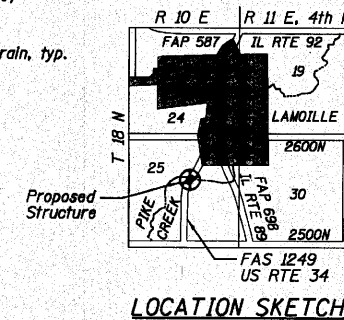 R 10 E
R 11 E, 4th
rain, typ.
FAP 587
IL RTE 92
19
T 18 N
24
LAMOILLE
2600N
25
Proposed
Structure
PIKE
CREEK
FAP 698
IL RTE 89
30
2500N
FAS 1249
US RTE 34
LOCATION SKETCH